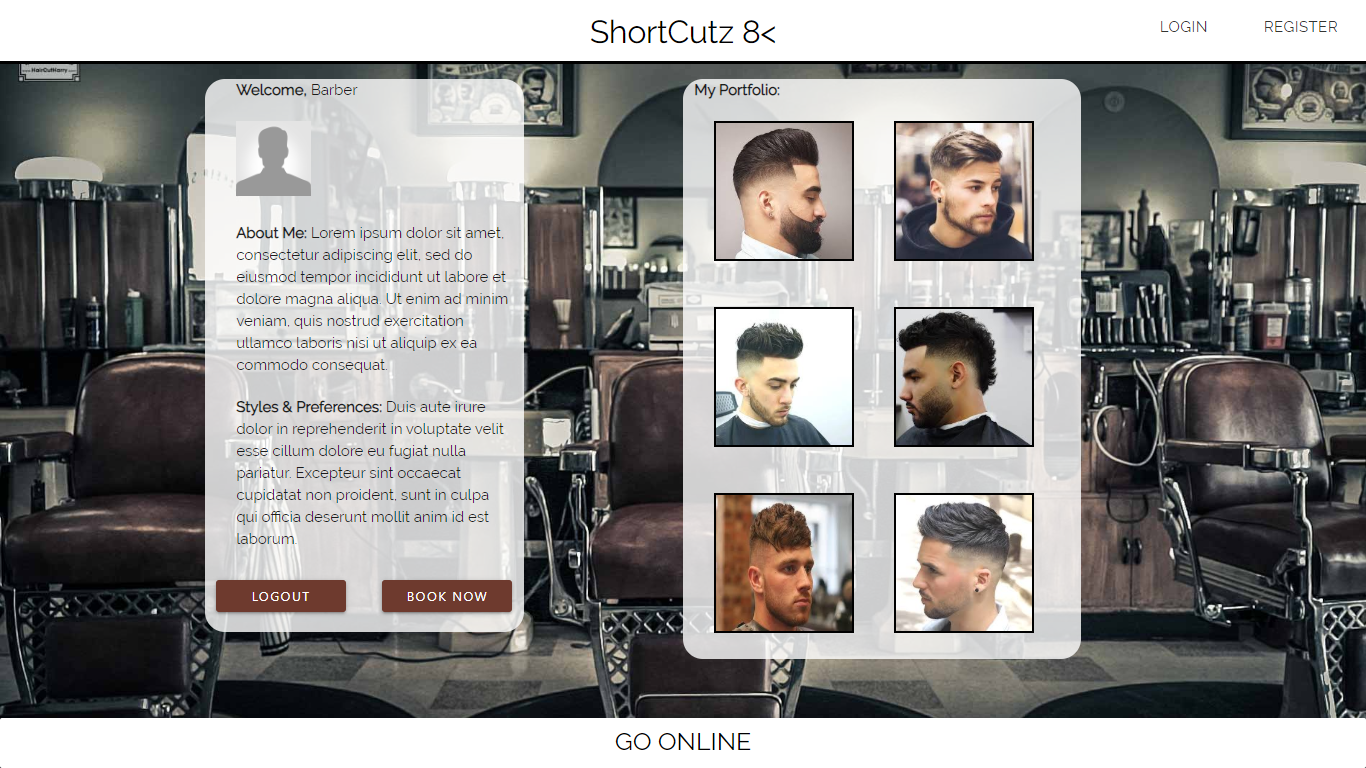 ShortCutz 8<
LOGIN
REGISTER
HairCutHarry
Welcome, Barber
About Me: Lorem ipsum dolor sit amet,
consectetur adipiscing elit, sed do
eiusmod tempor incididunt ut labore et
dolore magna aliqua. Ut enim ad minim
veniam, quis nostrud exercitation
ullamco laboris nisi ut aliquip ex ea
commodo consequat.
Styles & Preferences: Duis aute irure
dolor in reprehenderit in voluptate velit
esse cillum dolore eu fugiat nulla
pariatur. Excepteur sint occaecat
cupidatat non proident, sunt in culpa
qui officia deserunt mollit anim id est
laborum.
LOGOUT
BOOK NOW
My Portfolio:
GO ONLINE